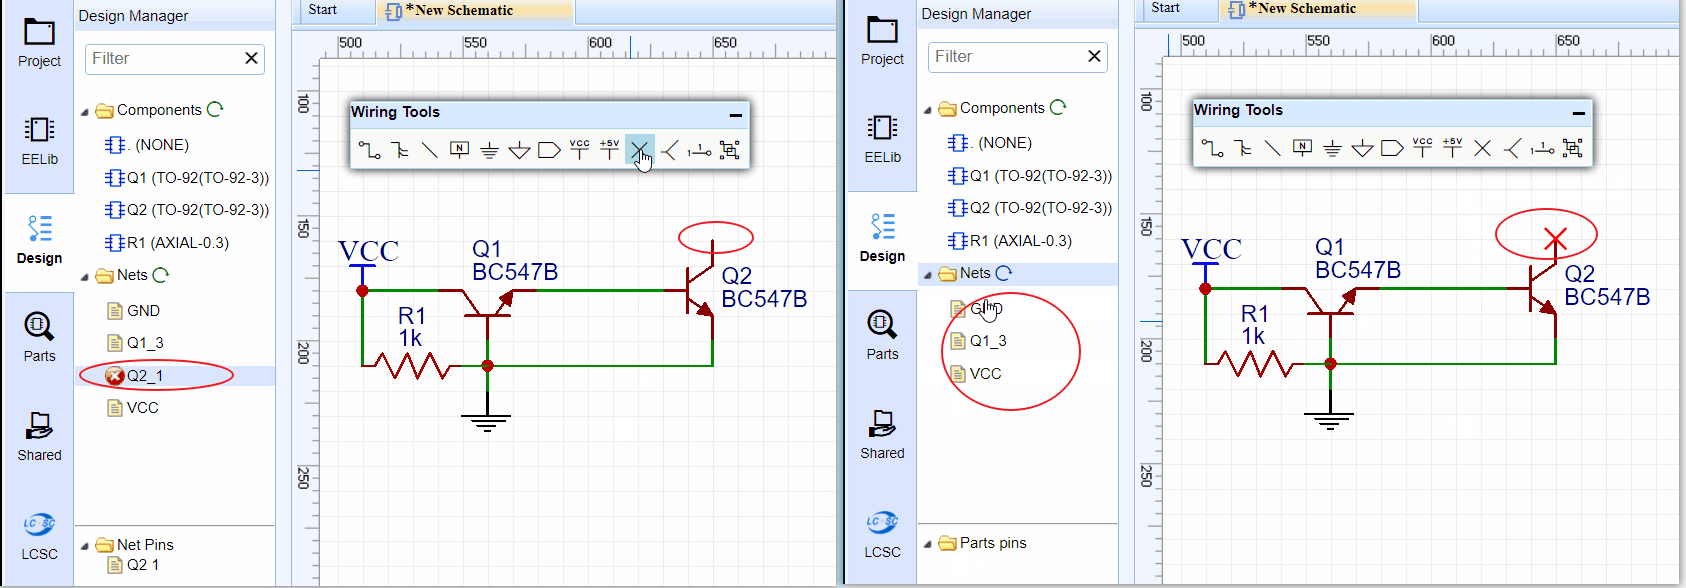 Design Manager
Start
*New Schematic
Project
Filter
500
550
600
650
Components
100
Wiring Tools
N
VCC
+5V
1
EELib
. (NONE)
Q1 (TO-92(TO-92-3))
Q2 (TO-92(TO-92-3))
R1 (AXIAL-0.3)
Design
Nets
150
VCC
Q1
BC547B
Q2
BC547B
GND
R1
1k
Q1_3
Parts
200
Q2_1
VCC
Shared
250
LCSC
LCSC
Net Pins
Q2 1
Design Manager
Start
*New Schematic
Project
Filter
500
550
600
650
Components
100
Wiring Tools
N
VCC
+5V
1
EELib
. (NONE)
Q1 (TO-92(TO-92-3))
Q2 (TO-92(TO-92-3))
R1 (AXIAL-0.3)
Design
Nets
150
VCC
Q1
BC547B
Q2
BC547B
GND
R1
1k
Q1_3
Parts
200
VCC
Shared
250
LCSC
LCSC
Parts pins